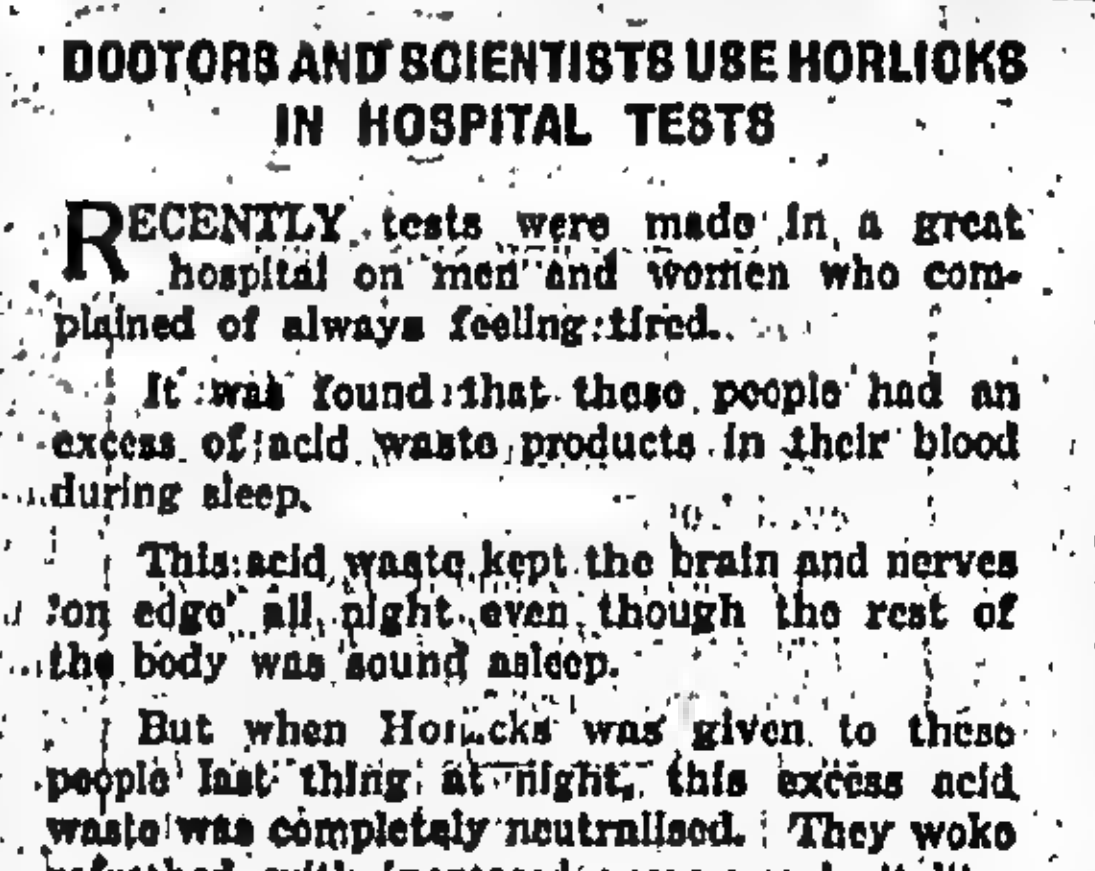 DOCTORS AND SCIENTISTS USE HORLICKS
IN HOSPITAL TESTS
RECENTLY tests were made in a great
hospital on men and women who com-
plained of always feeling tired.
It was found that these people had an
excess of acid waste products in their blood
during sleep.
This acid waste kept the brain and nerves
'on edge' all night even though the rest of
the body was sound asleep.
But when Horlicks was given to these
people last thing at night, this excess acid
waste was completely neutralised. They woke
refreshed with increased